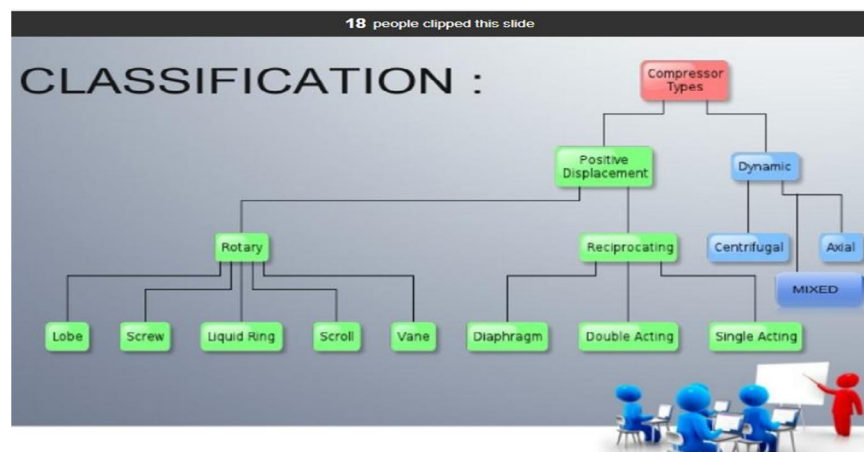 18 people clipped this slide
CLASSIFICATION :
Compressor
Types
Positive
Displacement
Dynamic
Rotary
Reciprocating
Centrifugal
Axial
MIXED
Lobe
Screw
Liquid Ring
Scroll
Vane
Diaphragm
Double Acting
Single Acting